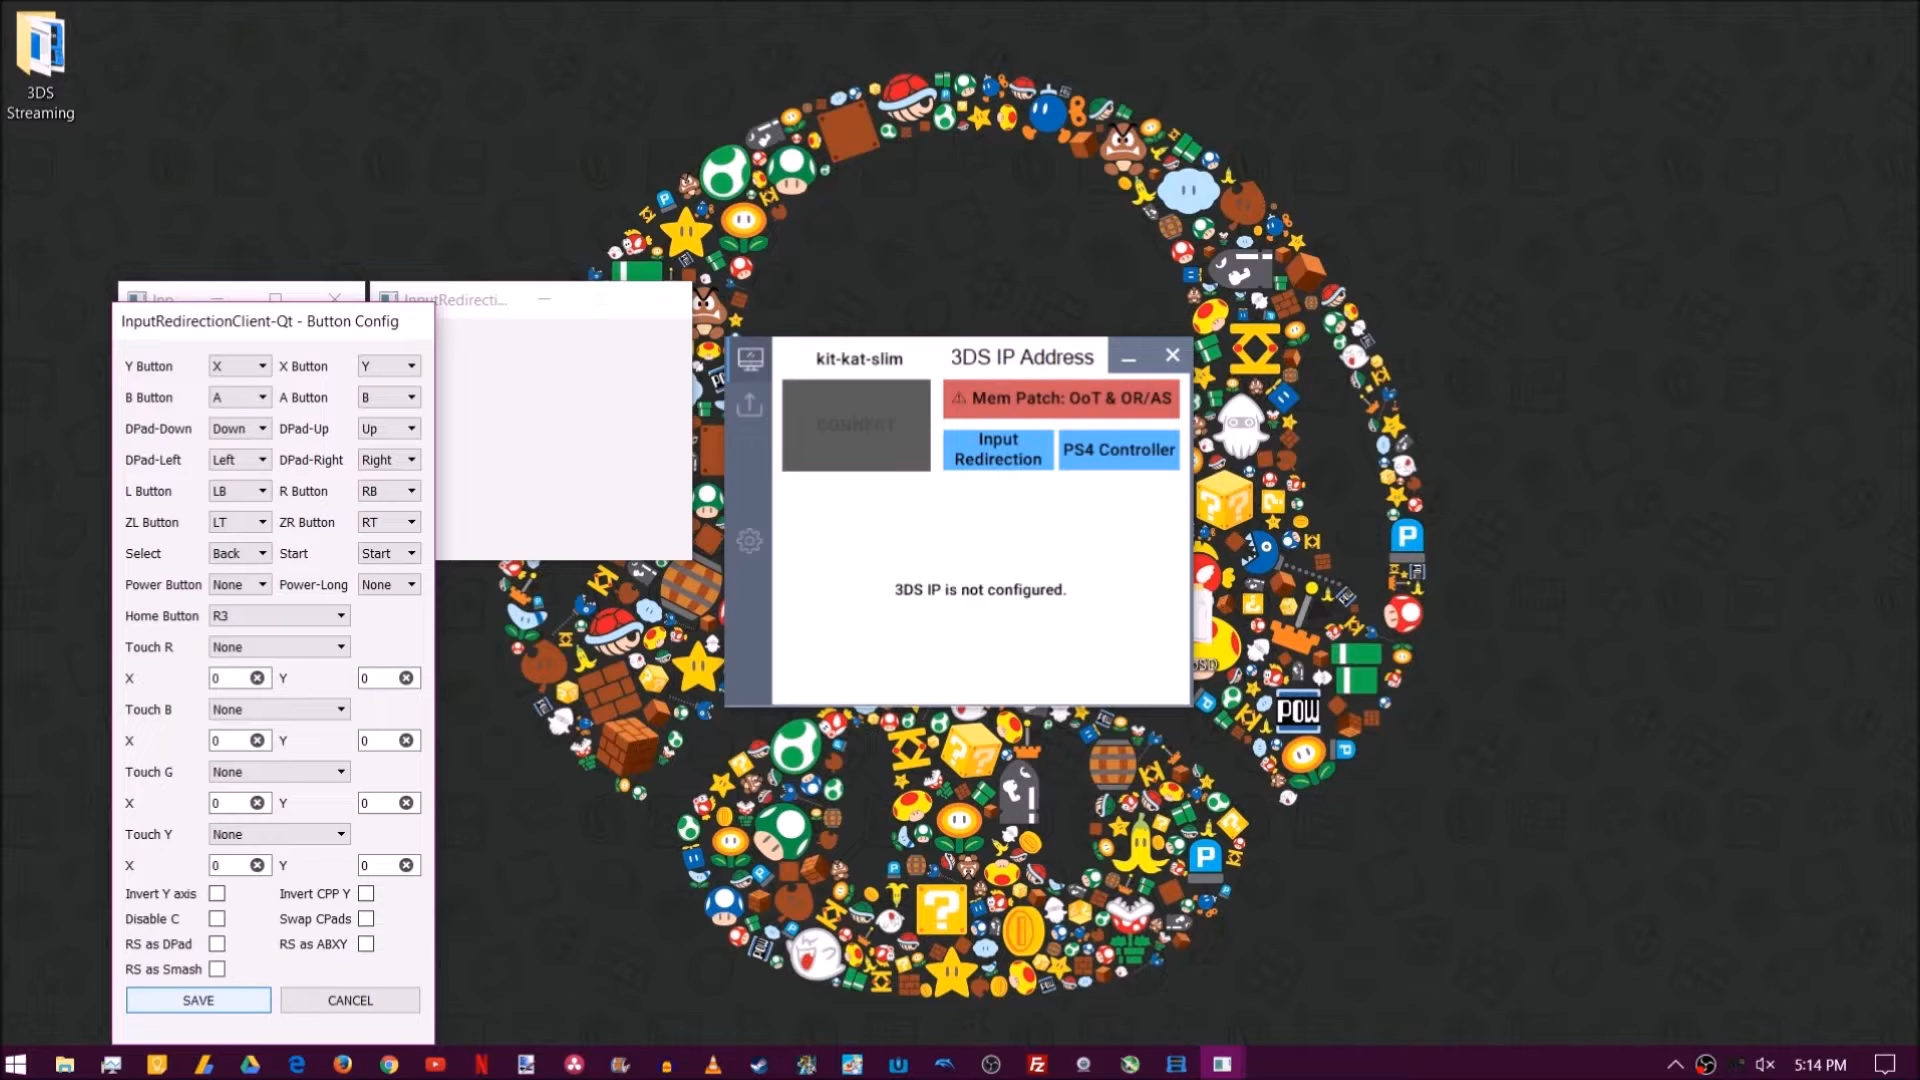 3DS
Streaming
Inp
InputRedirecti...
InputRedirectionClient-Qt - Button Config
Y Button X X Button Y
B Button A A Button B
DPad-Down Down DPad-Up Up
DPad-Left Left DPad-Right Right
L Button LB R Button RB
ZL Button LT ZR Button RT
Select Back Start Start
Power Button None Power-Long None
Home Button R3
Touch R None
X 0 Y 0
Touch B None
X 0 Y 0
Touch G None
X 0 Y 0
Touch Y None
X 0 Y 0
Invert Y axis Invert CPP Y
Disable C Swap CPads
RS as DPad RS as ABXY
RS as Smash
SAVE CANCEL
kit-kat-slim 3DS IP Address
CONNECT
⚠ Mem Patch: OoT & OR/AS
Input
Redirection
PS4 Controller
3DS IP is not configured.
P
POW
P
5:14 PM